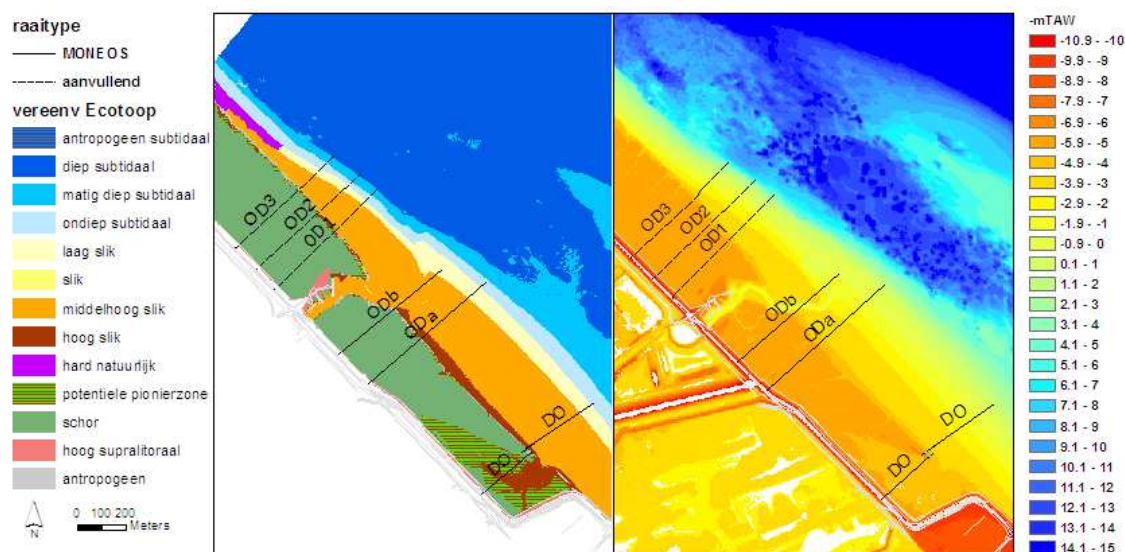 raaitype
MONEOS
aanvullend
vereenv Ecotoop
antropogeen subtidaal
diep subtidaal
matig diep subtidaal
ondiep subtidaal
laag slik
slik
middelhoog slik
hoog slik
hard natuurlijk
potentiele pionierzone
schor
hoog supralitoraal
antropogeen
N
0 100 200
Meters
OD3
OD2
OD1
ODb
ODa
DO
DO
OD3
OD2
OD1
ODb
ODa
DO
DO
-mTAW
-10.9 - -10
-9.9 - -9
-8.9 - -8
-7.9 - -7
-6.9 - -6
-5.9 - -5
-4.9 - -4
-3.9 - -3
-2.9 - -2
-1.9 - -1
-0.9 - 0
0.1 - 1
1.1 - 2
2.1 - 3
3.1 - 4
4.1 - 5
5.1 - 6
6.1 - 7
7.1 - 8
8.1 - 9
9.1 - 10
10.1 - 11
11.1 - 12
12.1 - 13
13.1 - 14
14.1 - 15